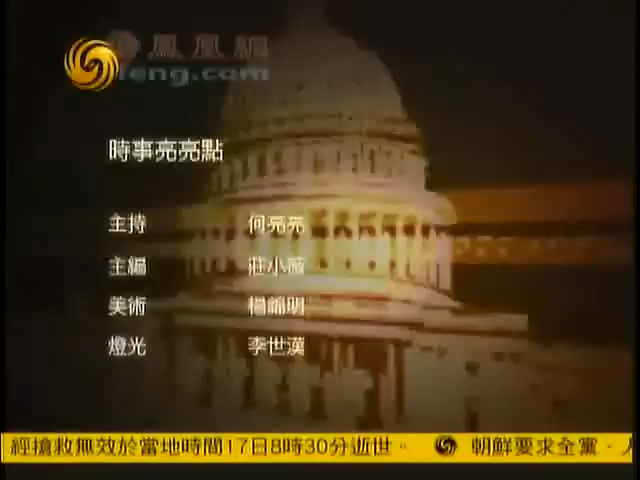 鳳凰網
ifeng.com
時事亮亮點
主持 何亮亮
主編 莊小薇
美術 楊錦明
燈光 李世漢
經搶救無效於當地時間17日8時30分逝世。 朝鮮要求全黨、人